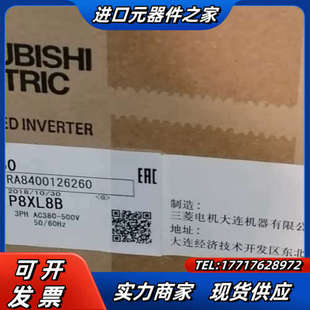 进口元器件之家
UBISHI
TRIC
ED INVERTER
RA8400126260
2018/10/30
P8XL8B
3PH AC380-500V
50/60Hz
EAC
制造:
三菱电机大连机器有限公
地址:
大连经济技术开发区东北
可开
发票
TEL:17717628972
实力商家 现货供应